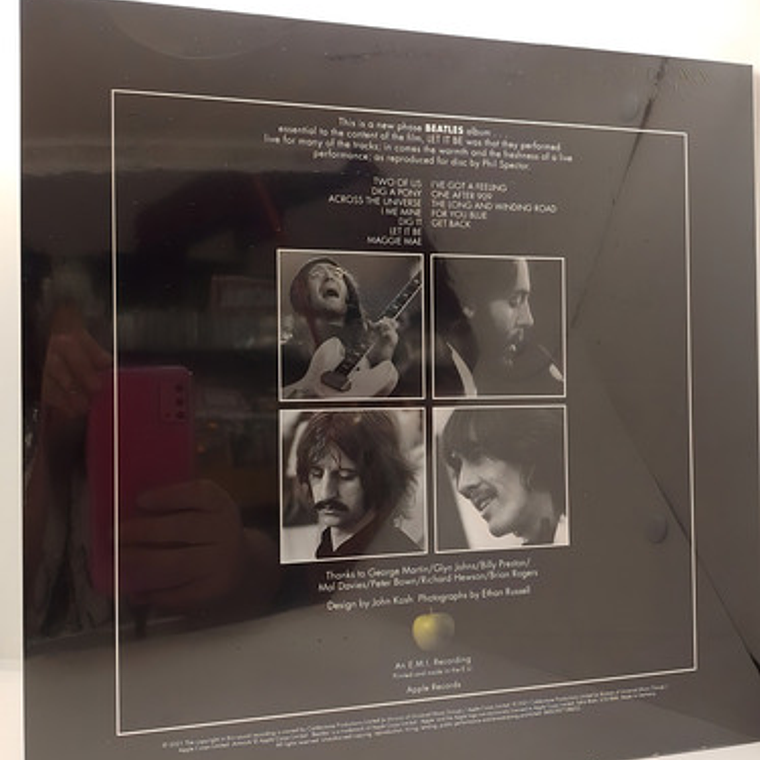 This is a new phase BEATLES album . . .
essential to the content of the film, LET IT BE was that they performed
live for many of the tracks; in comes the warmth and the freshness of a live
performance; as reproduced for disc by Phil Spector.
TWO OF US
DIG A PONY
ACROSS THE UNIVERSE
I ME MINE
DIG IT
LET IT BE
MAGGIE MAE
I'VE GOT A FEELING
ONE AFTER 909
THE LONG AND WINDING ROAD
FOR YOU BLUE
GET BACK
Thanks to George Martin/Glyn Johns/Billy Preston/
Mal Davies/Peter Bown/Richard Hewson/Brian Rogers
Design by John Kosh Photographs by Ethan Russell
An E.M.I. Recording
Printed and made in the E.U.
Apple Records